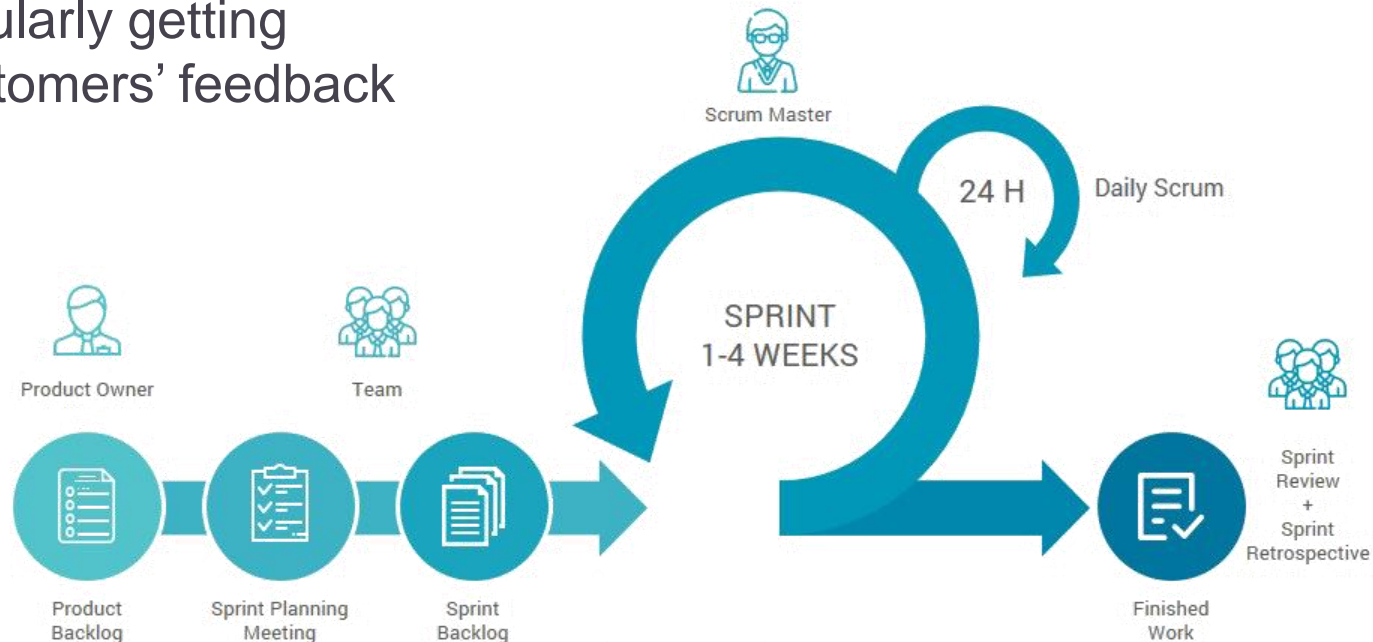 ularly getting
tomers' feedback
Scrum Master
24 H
Daily Scrum
SPRINT
1-4 WEEKS
Product Owner
Team
Sprint
Review
+
Sprint
Retrospective
Product
Backlog
Sprint Planning
Meeting
Sprint
Backlog
Finished
Work